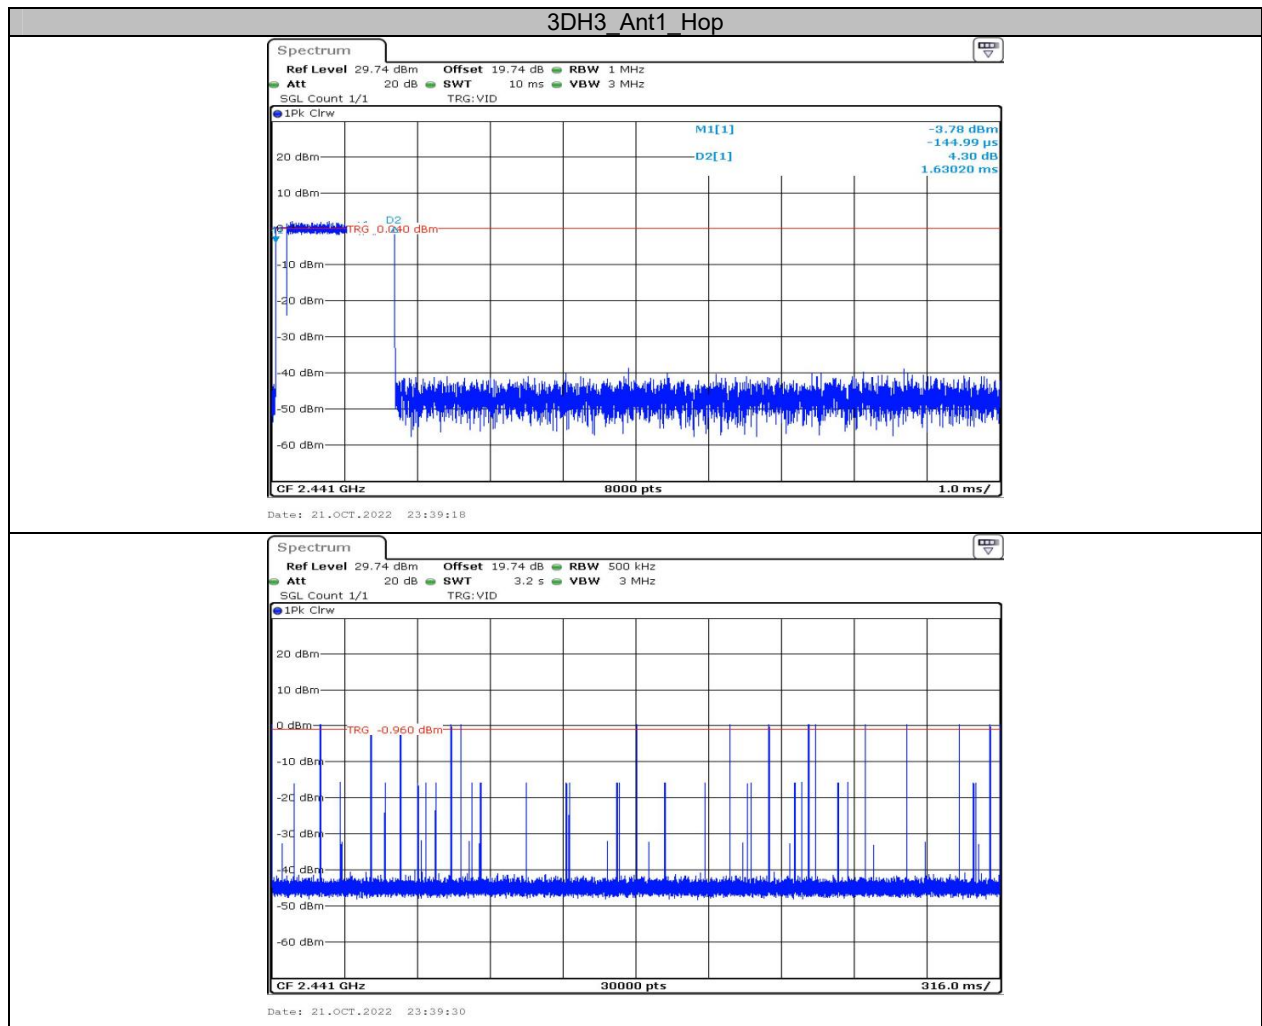 3DH3_Ant1_Hop
Spectrum
Ref Level 29.74 dBm Offset 19.74 dB RBW 1 MHz
Att 20 dB SWT 10 ms VBW 3 MHz
SGL Count 1/1 TRG:VID
1Pk Clrw
M1[1] -3.78 dBm
-144.99 µs
20 dBm D2[1] 4.30 dB
1.63020 ms
10 dBm
D2
0 TRG 0.040 dBm
-10 dBm
-20 dBm
-30 dBm
-40 dBm
-50 dBm
-60 dBm
CF 2.441 GHz 8000 pts 1.0 ms/
Date: 21.OCT.2022 23:39:18
Spectrum
Ref Level 29.74 dBm Offset 19.74 dB RBW 500 kHz
Att 20 dB SWT 3.2 s VBW 3 MHz
SGL Count 1/1 TRG:VID
1Pk Clrw
20 dBm
10 dBm
0 dBm
TRG -0.960 dBm
-10 dBm
-20 dBm
-30 dBm
-40 dBm
-50 dBm
-60 dBm
CF 2.441 GHz 30000 pts 316.0 ms/
Date: 21.OCT.2022 23:39:30